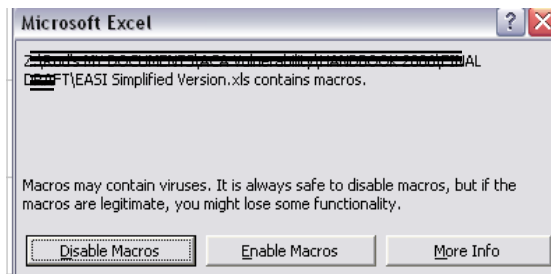 Microsoft Excel
FT\EASI Simplified Version.xls contains macros.
Macros may contain viruses. It is always safe to disable macros, but if the
macros are legitimate, you might lose some functionality.
Disable Macros Enable Macros More Info